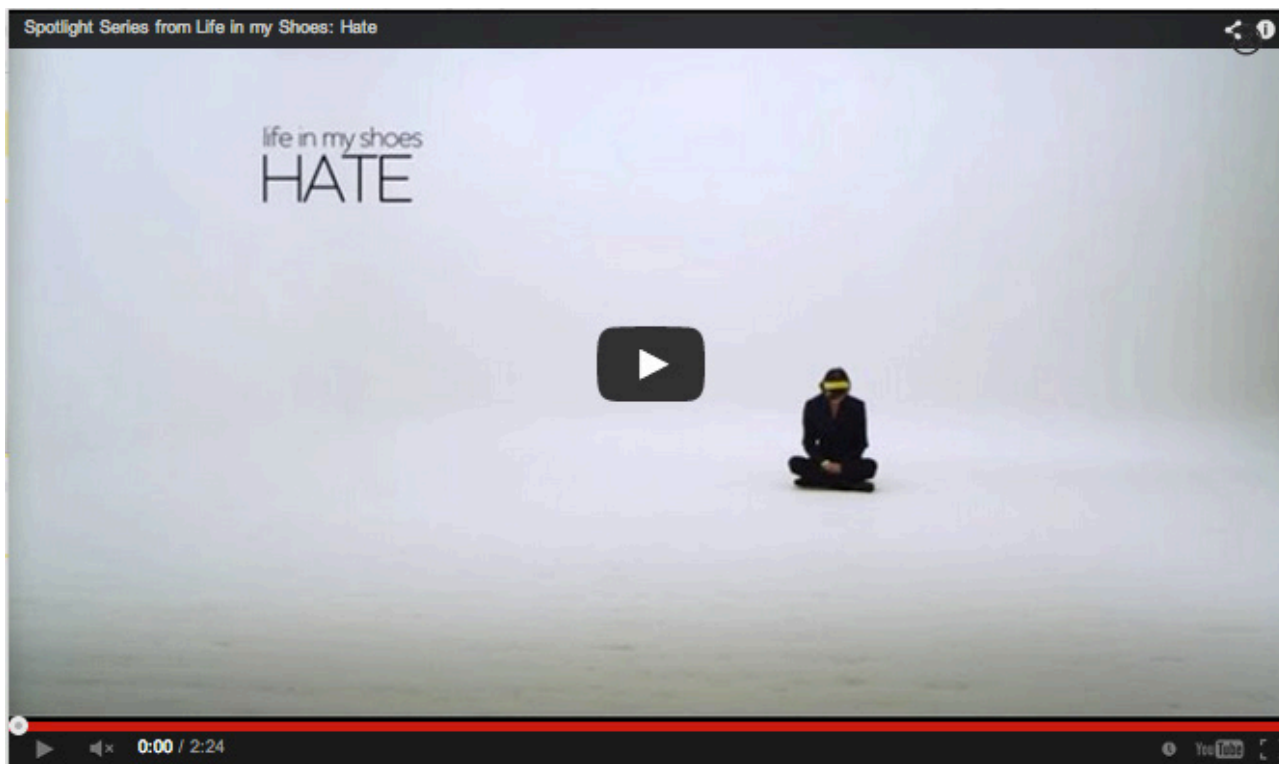 Spotlight Series from Life in my Shoes: Hate
life in my shoes
HATE
0:00 / 2:24
YouTube